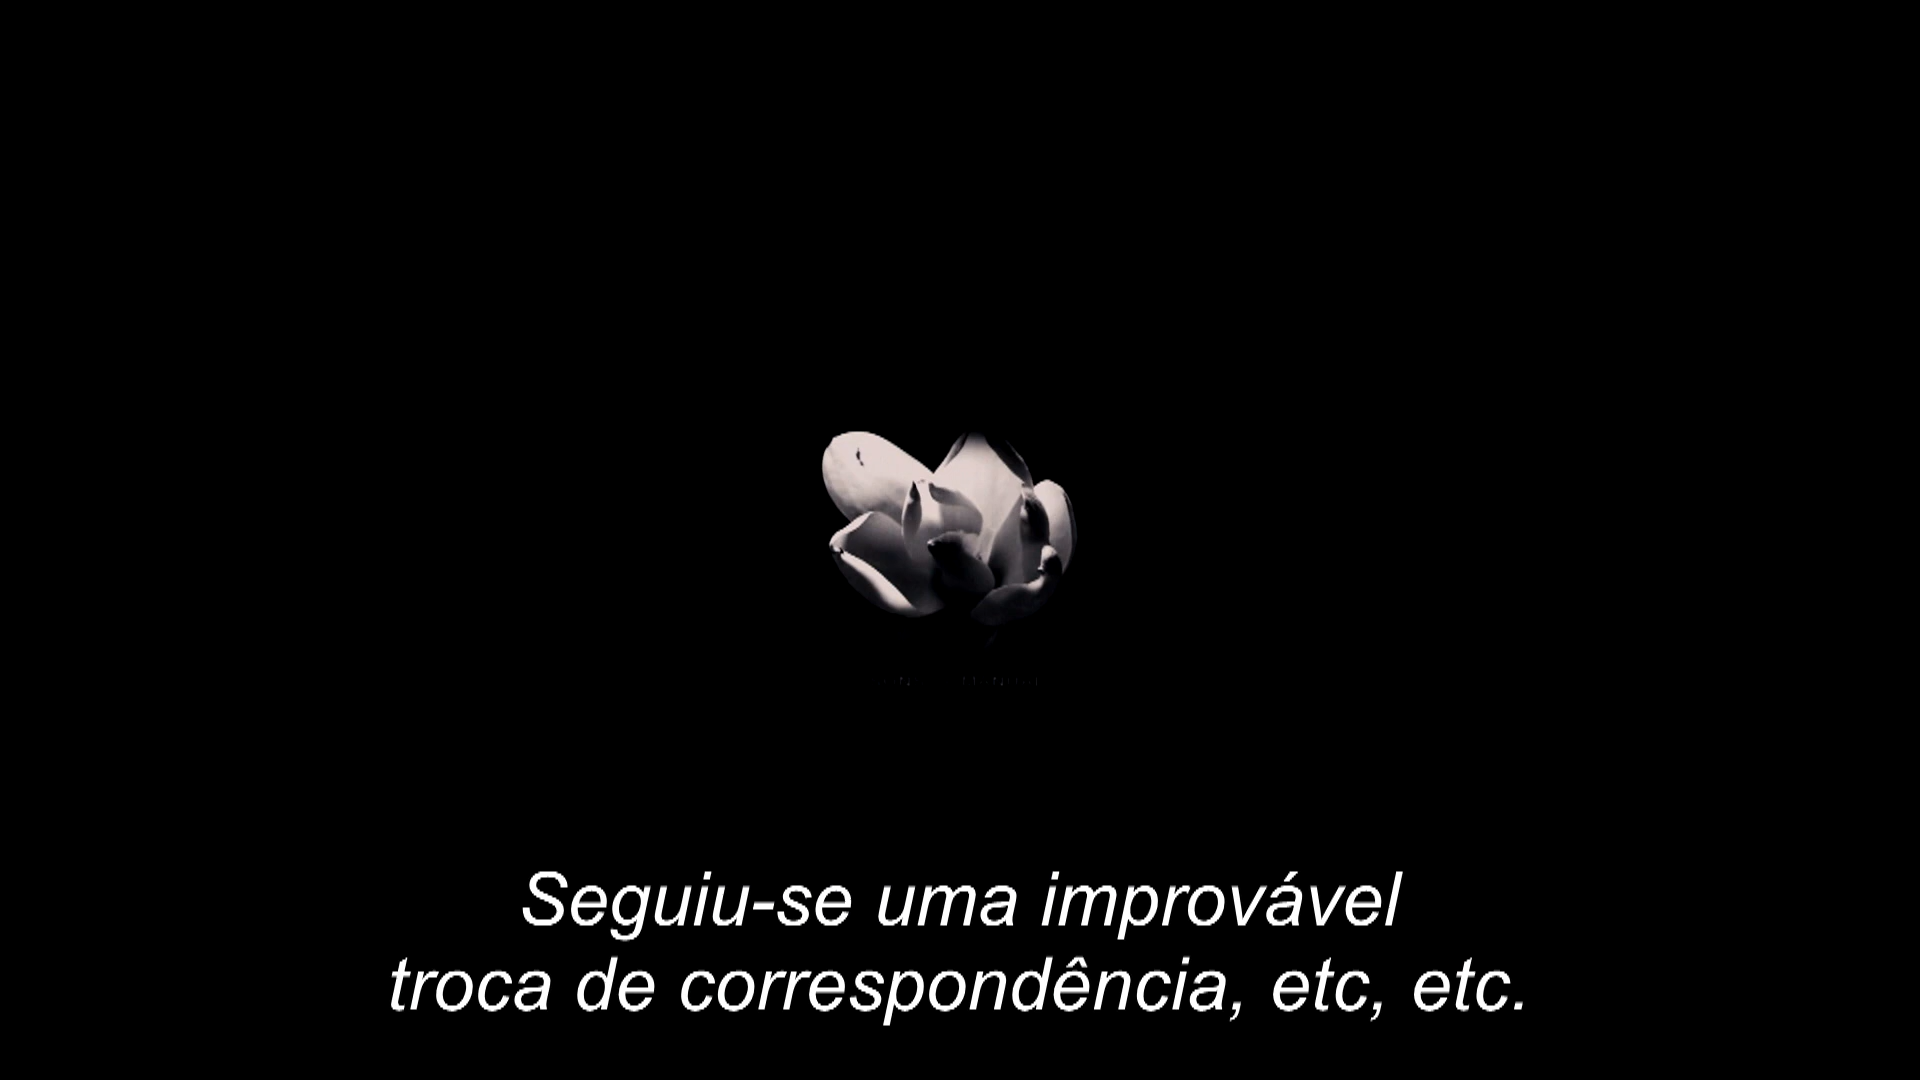 Seguiu-se uma improvável
troca de correspondência, etc, etc.